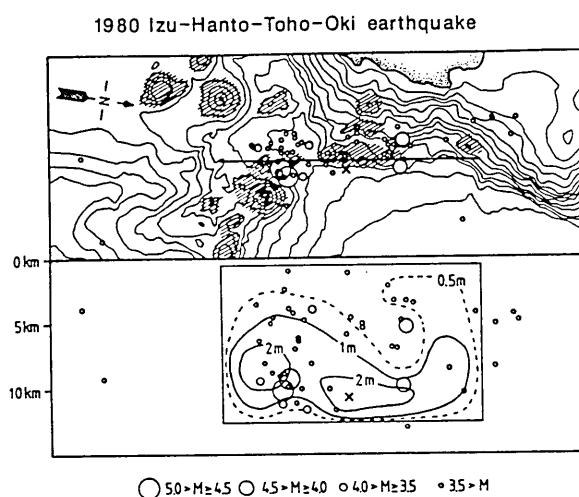 1980 Izu-Hanto-Toho-Oki earthquake
N
0 km
0.5m
5km
8
1m
2m
2m
10km
5.0 > M ≥ 4.5 4.5 > M ≥ 4.0 4.0 > M ≥ 3.5 3.5 > M